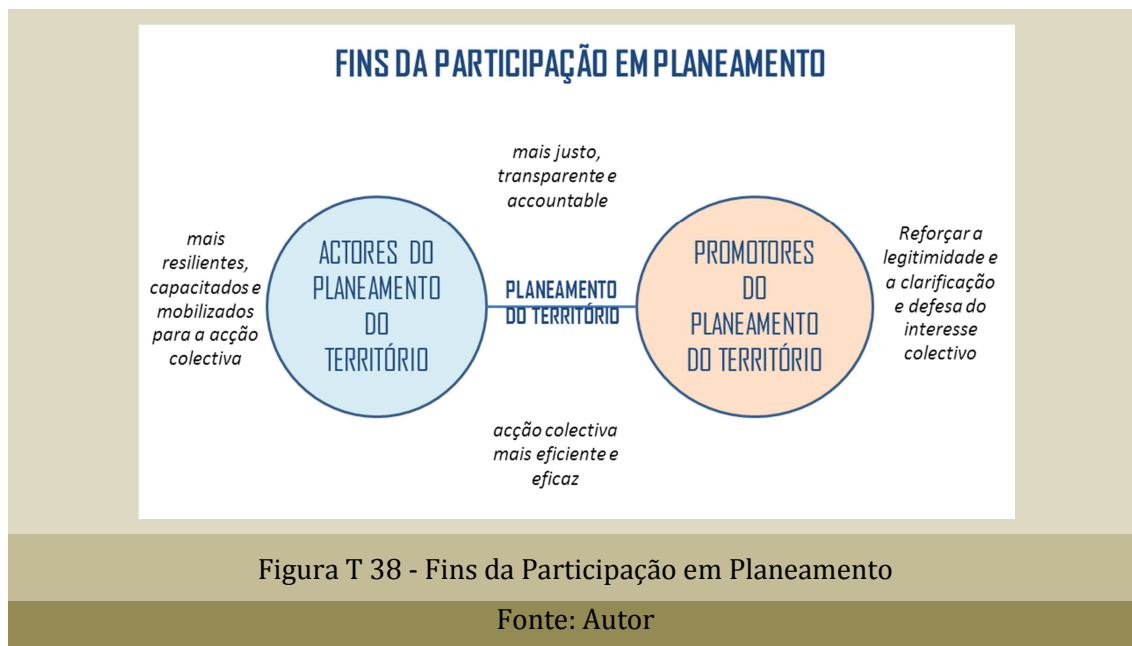 FINS DA PARTICIPAÇÃO EM PLANEAMENTO
mais justo,
transparente e
accountable
mais
resilientes,
capacitados e
mobilizados
para a acção
colectiva
ACTORES DO
PLANEAMENTO
DO
TERRITÓRIO
PLANEAMENTO
DO TERRITÓRIO
PROMOTORES
DO
PLANEAMENTO
DO TERRITÓRIO
Reforçar a
legitimidade e
a clarificação
e defesa do
interesse
colectivo
acção colectiva
mais eficiente e
eficaz
Figura T 38 - Fins da Participação em Planeamento
Fonte: Autor